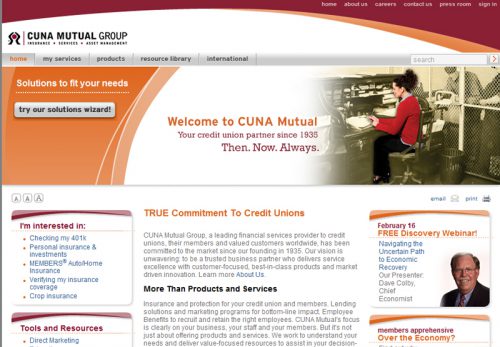 about us careers contact us press room sign in
CUNA MUTUAL GROUP
INSURANCE • SERVICES • ASSET MANAGEMENT
home my services products resource library international
search
Solutions to fit your needs
try our solutions wizard!
Welcome to CUNA Mutual
Your credit union partner since 1935
Then. Now. Always.
A A A
email print
I'm interested in:
Checking my 401k
Personal insurance &
investments
MEMBERS® Auto/Home
Insurance
Verifying my insurance
coverage
Crop insurance
Tools and Resources
Direct Marketing
TRUE Commitment To Credit Unions
CUNA Mutual Group, a leading financial services provider to credit
unions, their members and valued customers worldwide, has been
committed to the market since our founding in 1935. Our vision is
unwavering: to be a trusted business partner who delivers service
excellence with customer-focused, best-in-class products and market
driven innovation. Learn more About Us.
More Than Products and Services
Insurance and protection for your credit union and members. Lending
solutions and marketing programs for bottom-line impact. Employee
Benefits to recruit and retain the right employees. CUNA Mutual's focus
is clearly on your business, your staff and your members. But it's not
just about offering products and services. We work to understand your
needs and deliver value-focused resources to assist in your decision-
February 16
FREE Discovery Webinar!
Navigating the
Uncertain Path
to Economic
Recovery
Our Presenter:
Dave Colby,
Chief
Economist
members apprehensive
Over the Economy?